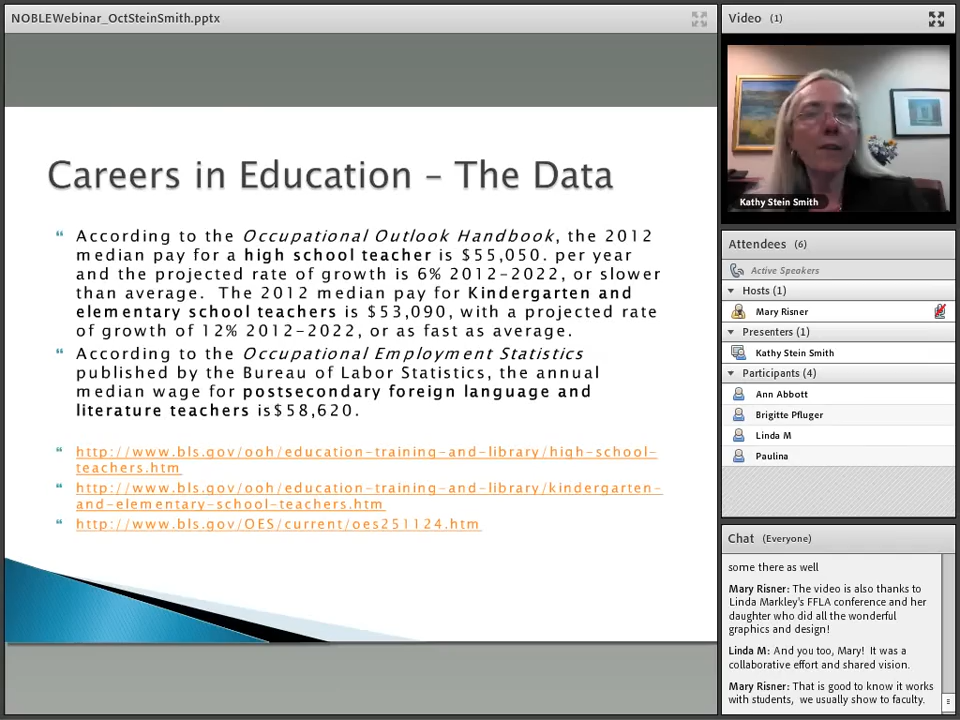 NOBLEWebinar_OctSteinSmith.pptx
Careers in Education – The Data
According to the Occupational Outlook Handbook, the 2012
median pay for a high school teacher is $55,050. per year
and the projected rate of growth is 6% 2012-2022, or slower
than average.  The 2012 median pay for Kindergarten and
elementary school teachers is $53,090, with a projected rate
of growth of 12% 2012-2022, or as fast as average.
According to the Occupational Employment Statistics
published by the Bureau of Labor Statistics, the annual
median wage for postsecondary foreign language and
literature teachers is$58,620.
http://www.bls.gov/ooh/education-training-and-library/high-school-
teachers.htm
http://www.bls.gov/ooh/education-training-and-library/kindergarten-
and-elementary-school-teachers.htm
http://www.bls.gov/OES/current/oes251124.htm
Video (1)
Kathy Stein Smith
Attendees (6)
Active Speakers
Hosts (1)
Mary Risner
Presenters (1)
Kathy Stein Smith
Participants (4)
Ann Abbott
Brigitte Pfluger
Linda M
Paulina
Chat (Everyone)
some there as well
Mary Risner: The video is also thanks to
Linda Markley's FFLA conference and her
daughter who did all the wonderful
graphics and design!
Linda M: And you too, Mary!  It was a
collaborative effort and shared vision.
Mary Risner: That is good to know it works
with students,  we usually show to faculty.